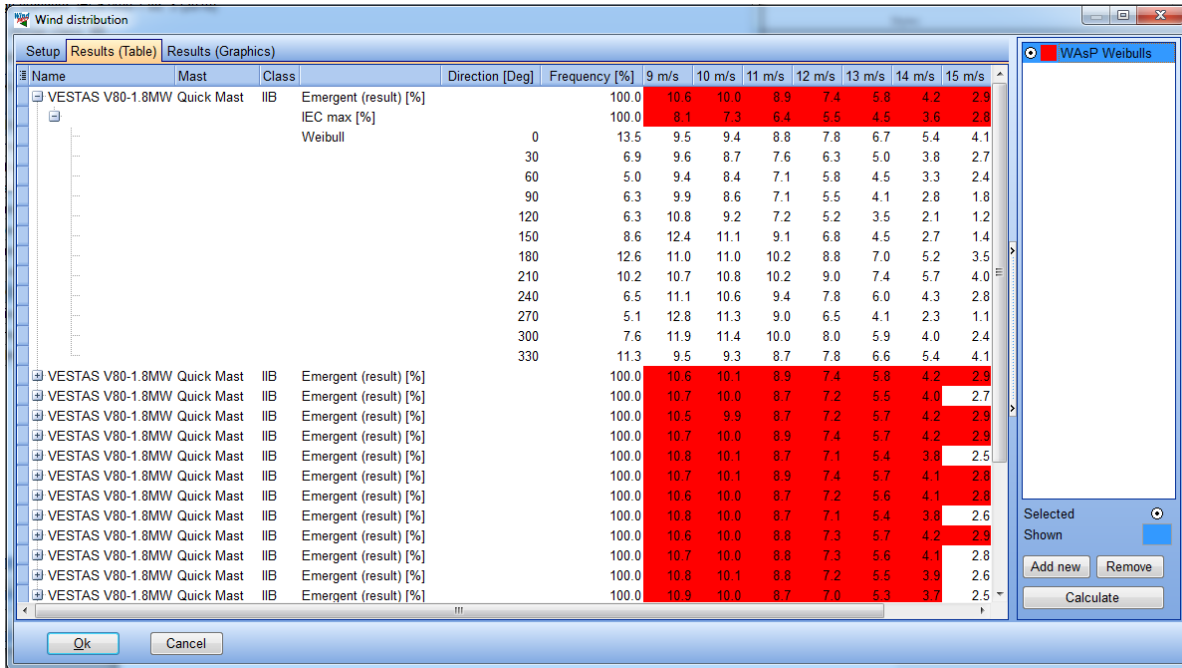 Wind distribution
Setup Results (Table) Results (Graphics)
WAsP Weibulls
Name Mast Class Direction [Deg] Frequency [%] 9 m/s 10 m/s 11 m/s 12 m/s 13 m/s 14 m/s 15 m/s
VESTAS V80-1.8MW Quick Mast IIB Emergent (result) [%] 100.0 10.6 10.0 8.9 7.4 5.8 4.2 2.9
IEC max [%] 100.0 8.1 7.3 6.4 5.5 4.5 3.6 2.8
Weibull 0 13.5 9.5 9.4 8.8 7.8 6.7 5.4 4.1
30 6.9 9.6 8.7 7.6 6.3 5.0 3.8 2.7
60 5.0 9.4 8.4 7.1 5.8 4.5 3.3 2.4
90 6.3 9.9 8.6 7.1 5.5 4.1 2.8 1.8
120 6.3 10.8 9.2 7.2 5.2 3.5 2.1 1.2
150 8.6 12.4 11.1 9.1 6.8 4.5 2.7 1.4
180 12.6 11.0 11.0 10.2 8.8 7.0 5.2 3.5
210 10.2 10.7 10.8 10.2 9.0 7.4 5.7 4.0
240 6.5 11.1 10.6 9.4 7.8 6.0 4.3 2.8
270 5.1 12.8 11.3 9.0 6.5 4.1 2.3 1.1
300 7.6 11.9 11.4 10.0 8.0 5.9 4.0 2.4
330 11.3 9.5 9.3 8.7 7.8 6.6 5.4 4.1
VESTAS V80-1.8MW Quick Mast IIB Emergent (result) [%] 100.0 10.6 10.1 8.9 7.4 5.8 4.2 2.9
VESTAS V80-1.8MW Quick Mast IIB Emergent (result) [%] 100.0 10.7 10.0 8.7 7.2 5.5 4.0 2.7
VESTAS V80-1.8MW Quick Mast IIB Emergent (result) [%] 100.0 10.5 9.9 8.7 7.2 5.7 4.2 2.9
VESTAS V80-1.8MW Quick Mast IIB Emergent (result) [%] 100.0 10.7 10.0 8.9 7.4 5.7 4.2 2.9
VESTAS V80-1.8MW Quick Mast IIB Emergent (result) [%] 100.0 10.8 10.1 8.7 7.1 5.4 3.8 2.5
VESTAS V80-1.8MW Quick Mast IIB Emergent (result) [%] 100.0 10.7 10.1 8.9 7.4 5.7 4.1 2.8
VESTAS V80-1.8MW Quick Mast IIB Emergent (result) [%] 100.0 10.6 10.0 8.7 7.2 5.6 4.1 2.8
VESTAS V80-1.8MW Quick Mast IIB Emergent (result) [%] 100.0 10.8 10.0 8.7 7.1 5.4 3.8 2.6
VESTAS V80-1.8MW Quick Mast IIB Emergent (result) [%] 100.0 10.6 10.0 8.8 7.3 5.7 4.2 2.9
VESTAS V80-1.8MW Quick Mast IIB Emergent (result) [%] 100.0 10.7 10.0 8.8 7.3 5.6 4.1 2.8
VESTAS V80-1.8MW Quick Mast IIB Emergent (result) [%] 100.0 10.8 10.1 8.8 7.2 5.5 3.9 2.6
VESTAS V80-1.8MW Quick Mast IIB Emergent (result) [%] 100.0 10.9 10.0 8.7 7.0 5.3 3.7 2.5
Selected
Shown
Add new Remove
Calculate
Ok Cancel